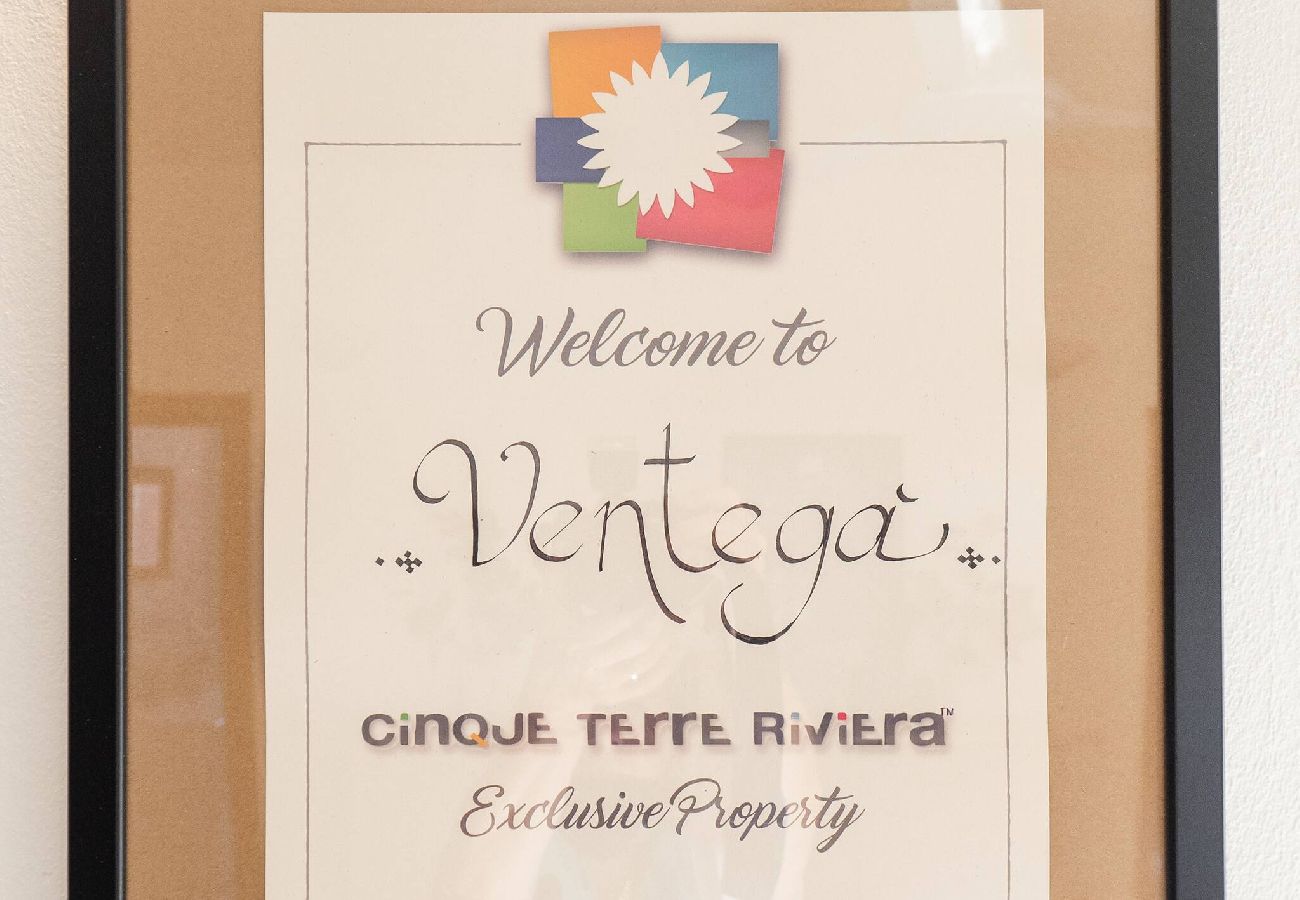 Welcome to
Ventegà
CINQUE TERRE RIVIERA™
Exclusive Property